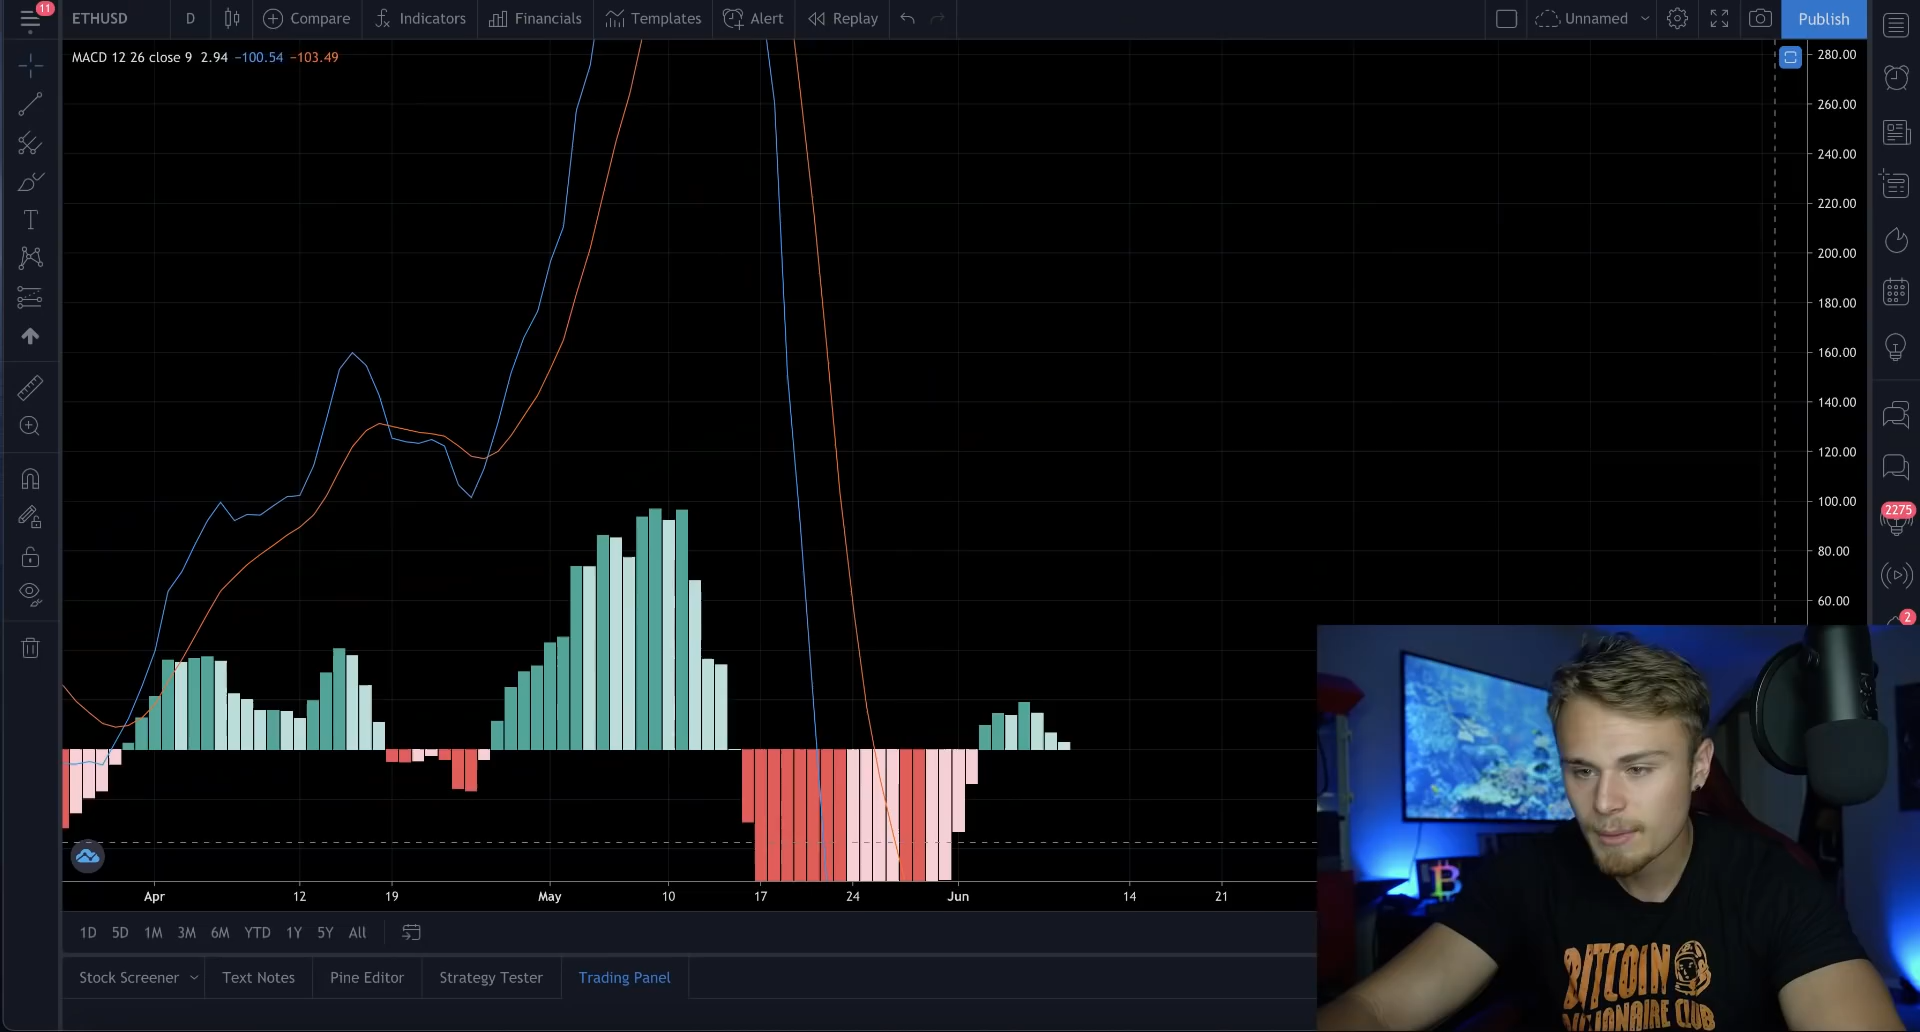 11
ETHUSD D Compare Indicators Financials Templates Alert Replay Unnamed Publish
MACD 12 26 close 9 2.94 −100.54 −103.49
280.00
260.00
240.00
220.00
200.00
180.00
160.00
140.00
120.00
100.00
80.00
60.00
2275
2
Apr 12 19 May 10 17 24 Jun 14 21
1D 5D 1M 3M 6M YTD 1Y 5Y All
Stock Screener Text Notes Pine Editor Strategy Tester Trading Panel
BITCOIN
CLUB